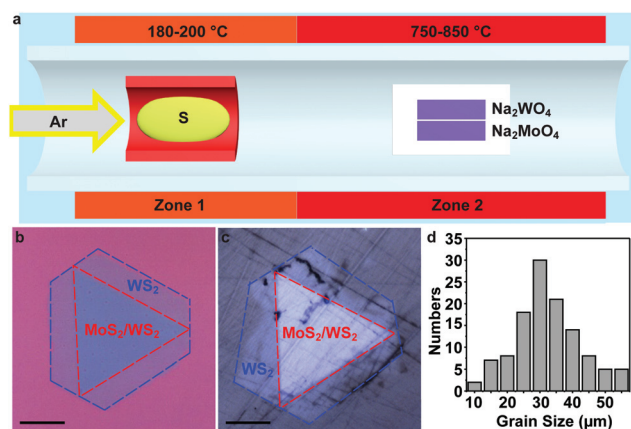 a
180-200 °C 750-850 °C
Ar
S
Na₂WO₄
Na₂MoO₄
Zone 1 Zone 2
b
WS₂
MoS₂/WS₂
c
MoS₂/WS₂
WS₂
d
Numbers
35
30
25
20
15
10
5
0
10 20 30 40 50
Grain Size (μm)